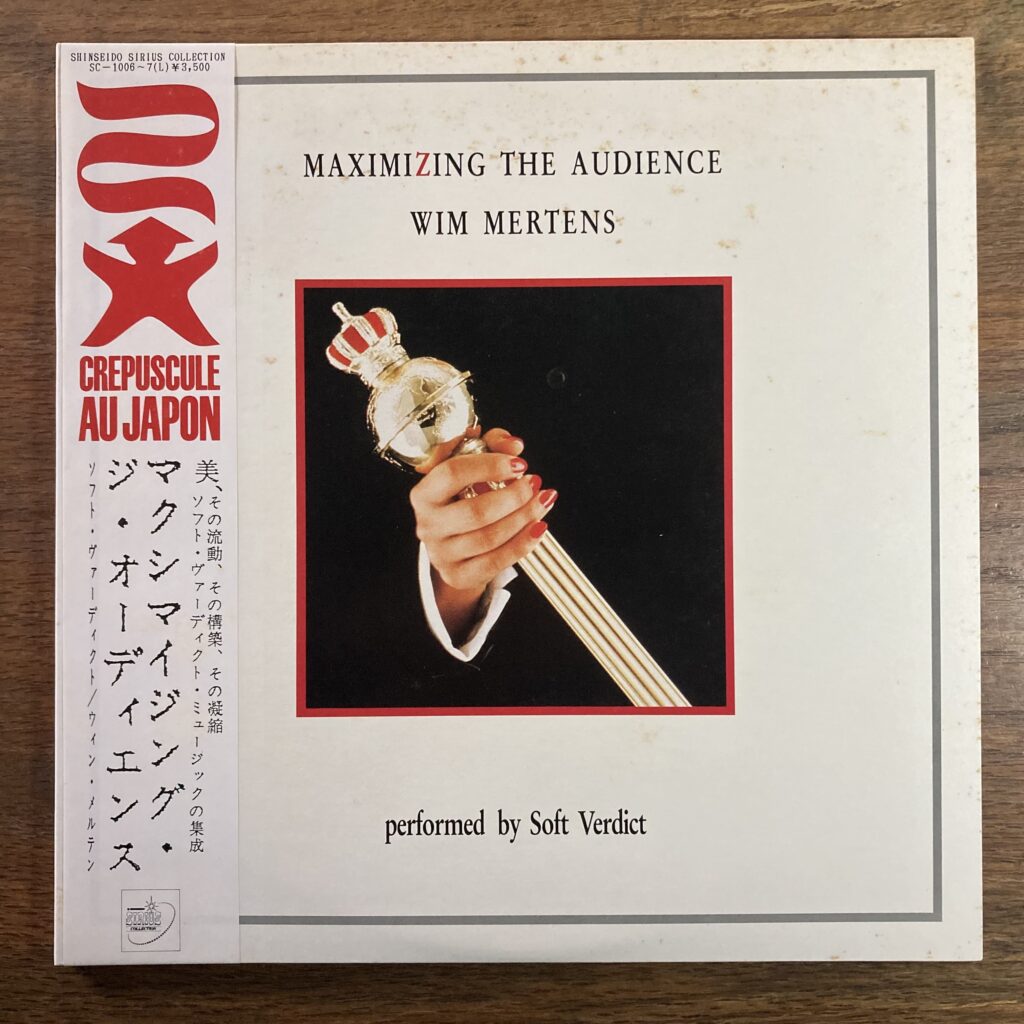 SHINSEIDO SIRIUS COLLECTION
SC-1006~7(L)¥3,500
CREPUSCULE
AU JAPON
美、その流動、その構築、その凝縮
ソフト・ヴァーディクト・ミュージックの集成
マクシマイジング・
ジ・オーディエンス
ソフト・ヴァーディクト/ウィン・メルテン
SIRIUS
COLLECTION
MAXIMIZING THE AUDIENCE
WIM MERTENS
performed by Soft Verdict